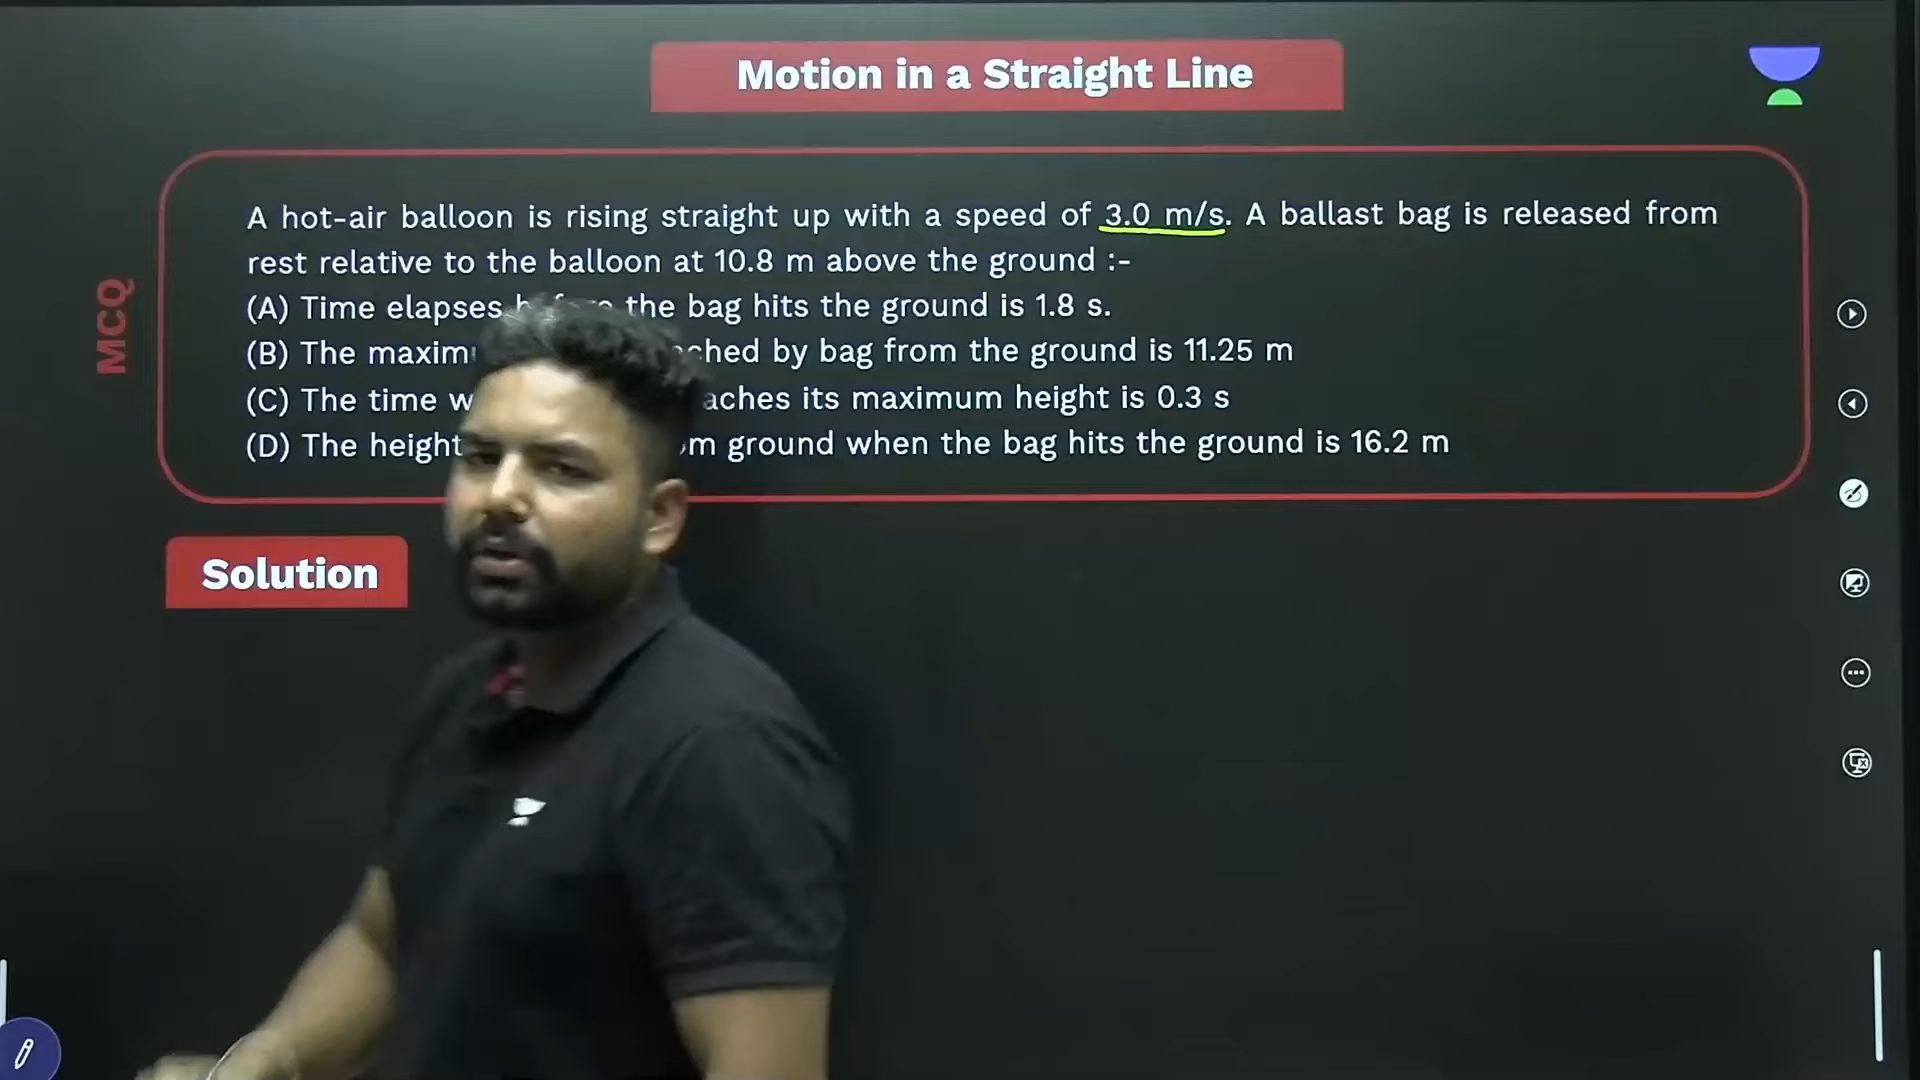 Motion in a Straight Line
MCQ
A hot-air balloon is rising straight up with a speed of 3.0 m/s. A ballast bag is released from
rest relative to the balloon at 10.8 m above the ground :-
(A) Time elapses the bag hits the ground is 1.8 s.
(B) The by bag from the ground is 11.25 m
(C) The time its maximum height is 0.3 s
(D) The height ground when the bag hits the ground is 16.2 m
Solution